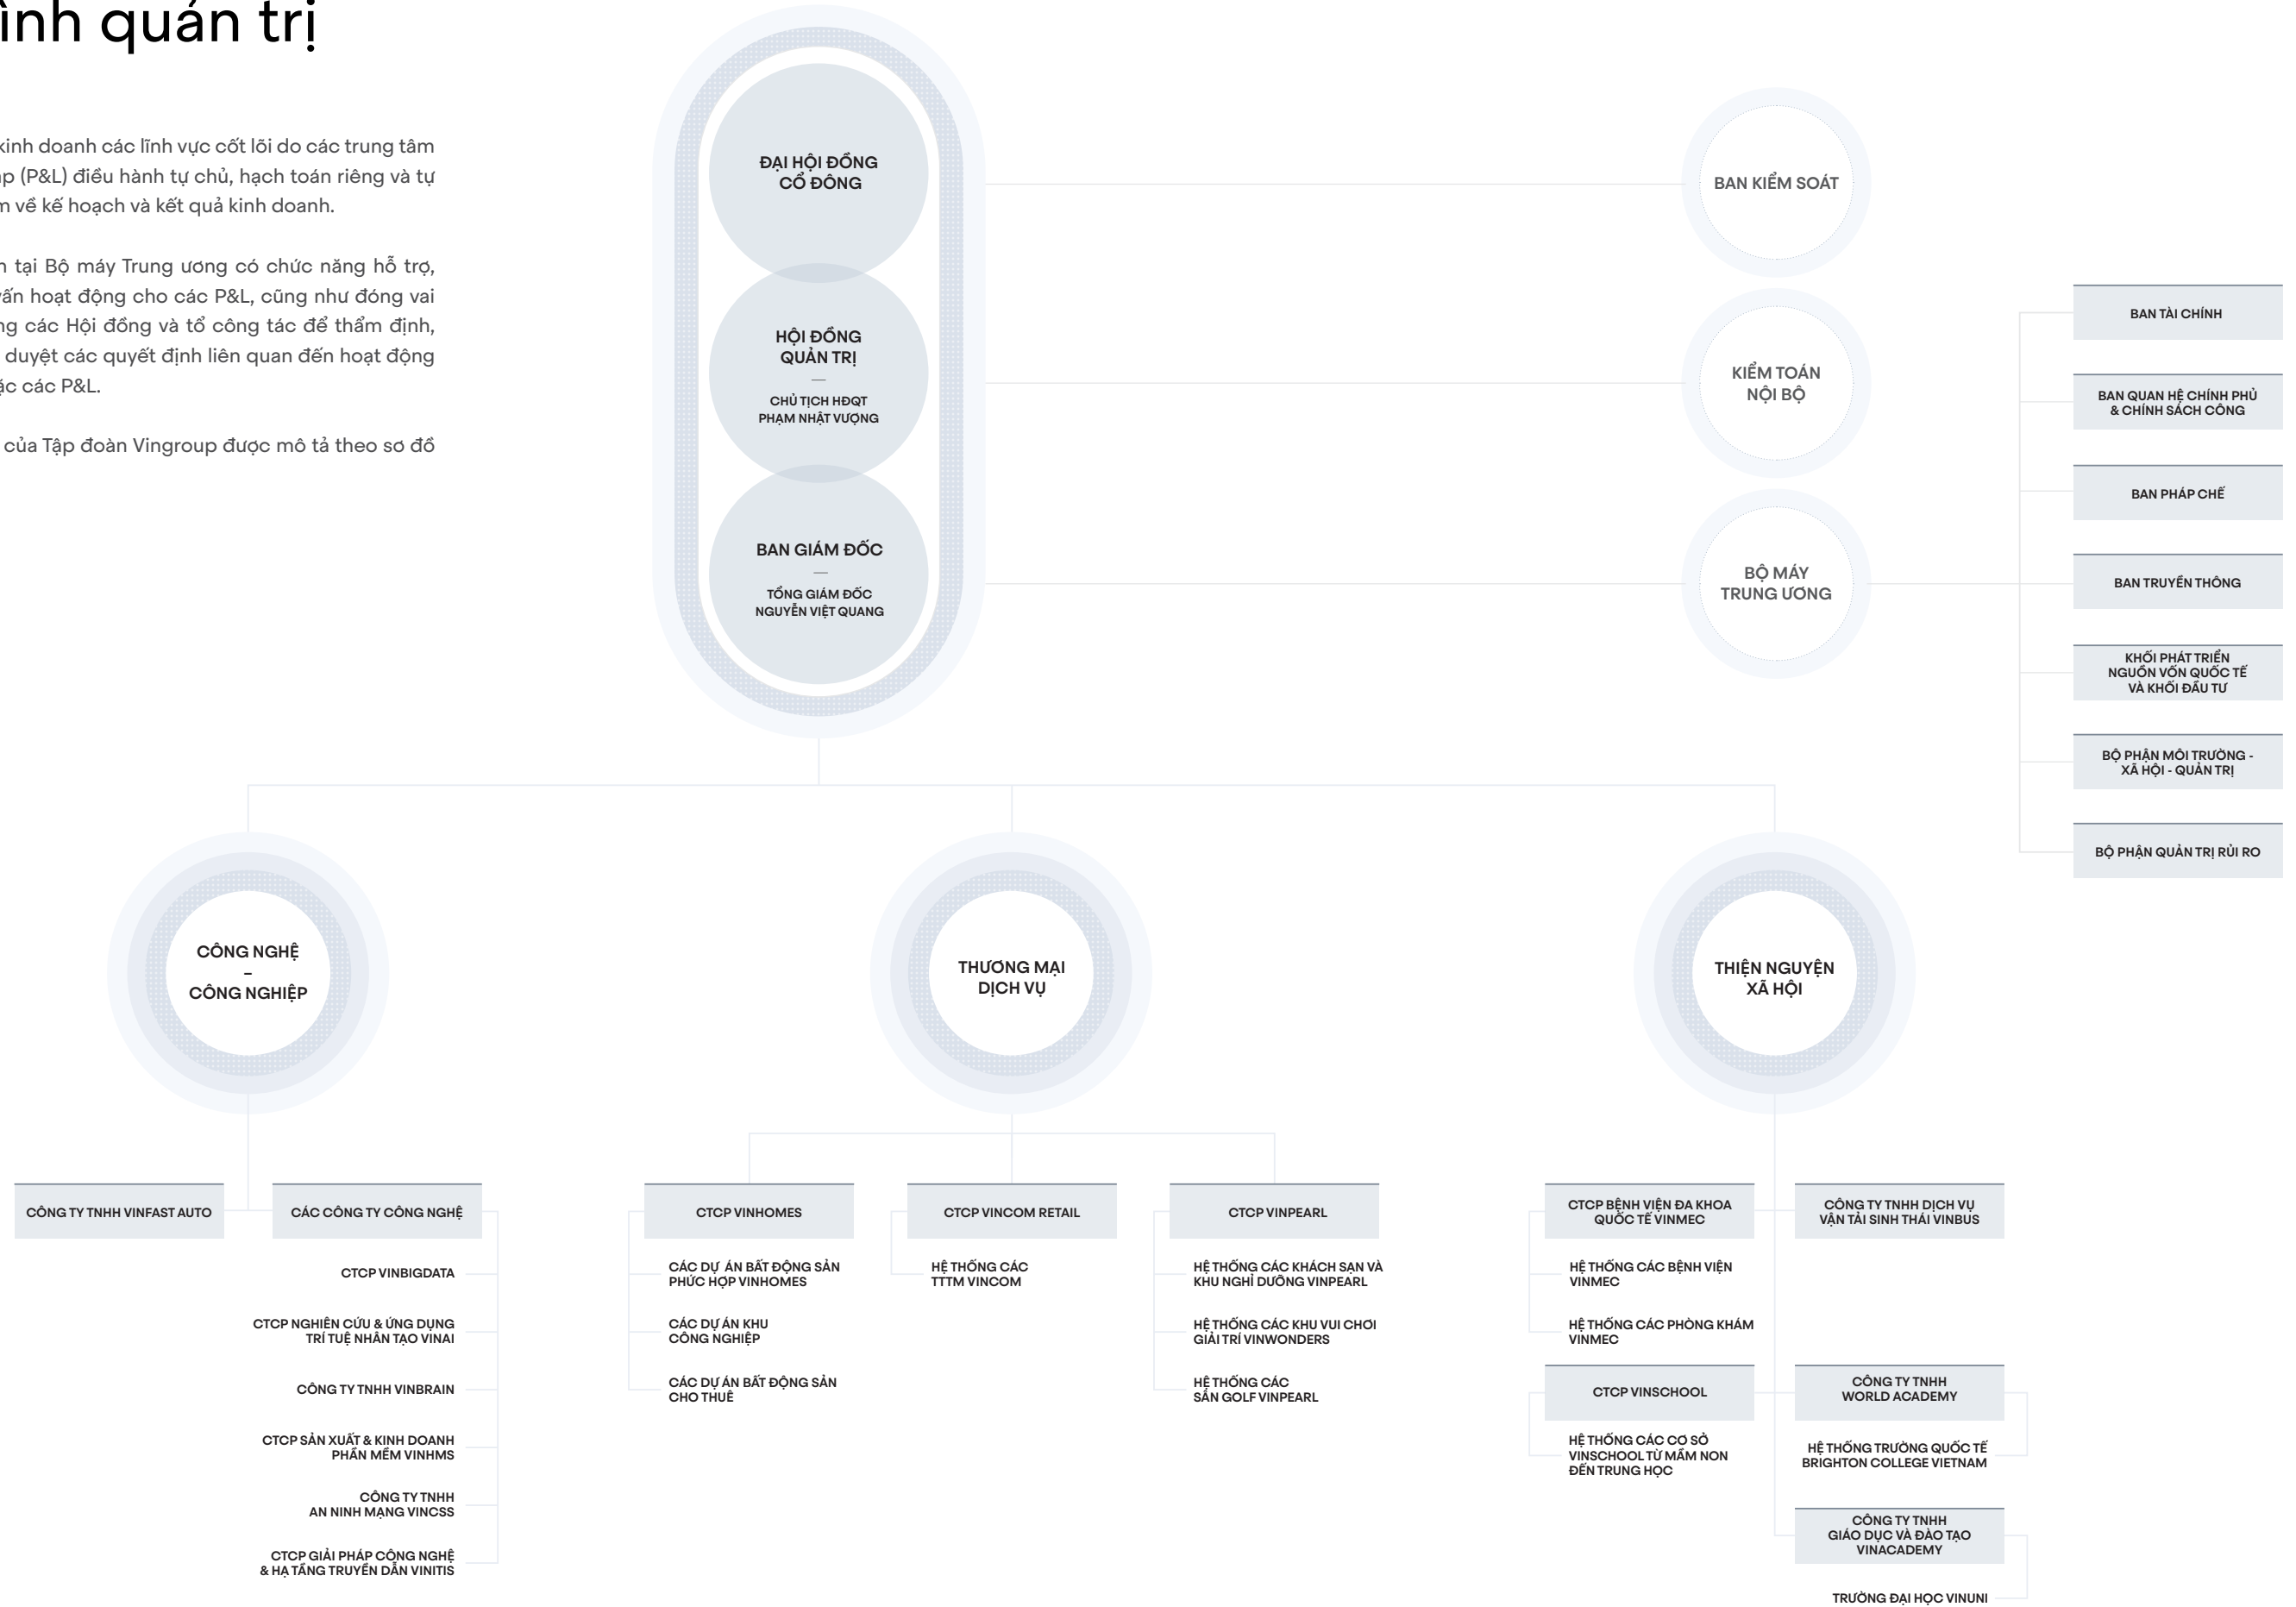 ình quản trị
kinh doanh các lĩnh vực cốt lõi do các trung tâm
ập (P&L) điều hành tự chủ, hạch toán riêng và tự
m về kế hoạch và kết quả kinh doanh.
n tại Bộ máy Trung ương có chức năng hỗ trợ,
vấn hoạt động cho các P&L, cũng như đóng vai
ng các Hội đồng và tổ công tác để thẩm định,
duyệt các quyết định liên quan đến hoạt động
ặc các P&L.
của Tập đoàn Vingroup được mô tả theo sơ đồ
ĐẠI HỘI ĐỒNG
CỔ ĐÔNG
HỘI ĐỒNG
QUẢN TRỊ
—
CHỦ TỊCH HĐQT
PHẠM NHẬT VƯỢNG
BAN GIÁM ĐỐC
—
TỔNG GIÁM ĐỐC
NGUYỄN VIỆT QUANG
BAN KIỂM SOÁT
KIỂM TOÁN
NỘI BỘ
BỘ MÁY
TRUNG ƯƠNG
BAN TÀI CHÍNH
BAN QUAN HỆ CHÍNH PHỦ
& CHÍNH SÁCH CÔNG
BAN PHÁP CHẾ
BAN TRUYỀN THÔNG
KHỐI PHÁT TRIỂN
NGUỒN VỐN QUỐC TẾ
VÀ KHỐI ĐẦU TƯ
BỘ PHẬN MÔI TRƯỜNG -
XÃ HỘI - QUẢN TRỊ
BỘ PHẬN QUẢN TRỊ RỦI RO
CÔNG NGHỆ
–
CÔNG NGHIỆP
THƯƠNG MẠI
DỊCH VỤ
THIỆN NGUYỆN
XÃ HỘI
CÔNG TY TNHH VINFAST AUTO
CÁC CÔNG TY CÔNG NGHỆ
CTCP VINBIGDATA
CTCP NGHIÊN CỨU & ỨNG DỤNG
TRÍ TUỆ NHÂN TẠO VINAI
CÔNG TY TNHH VINBRAIN
CTCP SẢN XUẤT & KINH DOANH
PHẦN MỀM VINHMS
CÔNG TY TNHH
AN NINH MẠNG VINCSS
CTCP GIẢI PHÁP CÔNG NGHỆ
& HẠ TẦNG TRUYỀN DẪN VINITIS
CTCP VINHOMES
CÁC DỰ ÁN BẤT ĐỘNG SẢN
PHỨC HỢP VINHOMES
CÁC DỰ ÁN KHU
CÔNG NGHIỆP
CÁC DỰ ÁN BẤT ĐỘNG SẢN
CHO THUÊ
CTCP VINCOM RETAIL
HỆ THỐNG CÁC
TTTM VINCOM
CTCP VINPEARL
HỆ THỐNG CÁC KHÁCH SẠN VÀ
KHU NGHỈ DƯỠNG VINPEARL
HỆ THỐNG CÁC KHU VUI CHƠI
GIẢI TRÍ VINWONDERS
HỆ THỐNG CÁC
SÂN GOLF VINPEARL
CTCP BỆNH VIỆN ĐA KHOA
QUỐC TẾ VINMEC
HỆ THỐNG CÁC BỆNH VIỆN
VINMEC
HỆ THỐNG CÁC PHÒNG KHÁM
VINMEC
CÔNG TY TNHH DỊCH VỤ
VẬN TẢI SINH THÁI VINBUS
CTCP VINSCHOOL
HỆ THỐNG CÁC CƠ SỞ
VINSCHOOL TỪ MẦM NON
ĐẾN TRUNG HỌC
CÔNG TY TNHH
WORLD ACADEMY
HỆ THỐNG TRƯỜNG QUỐC TẾ
BRIGHTON COLLEGE VIETNAM
CÔNG TY TNHH
GIÁO DỤC VÀ ĐÀO TẠO
VINACADEMY
TRƯỜNG ĐẠI HỌC VINUNI